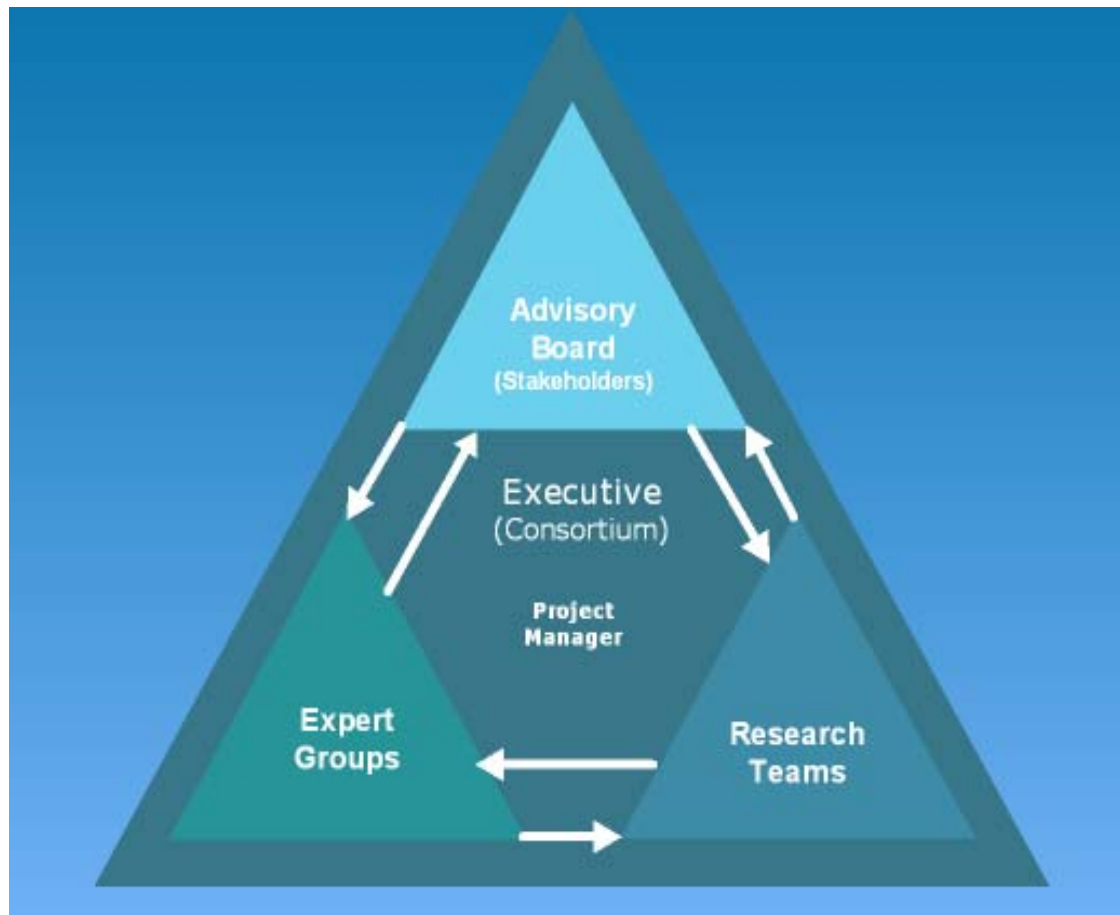 Advisory
Board
(Stakeholders)
Executive
(Consortium)
Project
Manager
Expert
Groups
Research
Teams